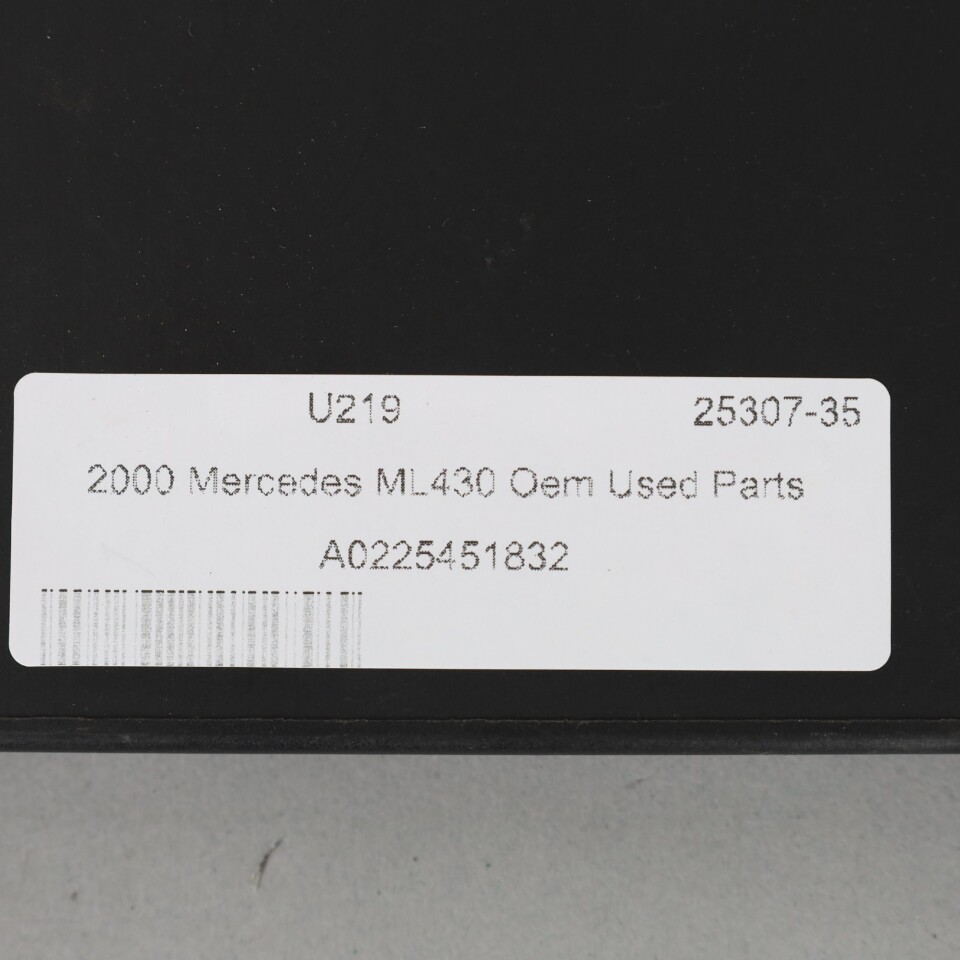 U219 25307-35
2000 Mercedes ML430 Oem Used Parts
A0225451832